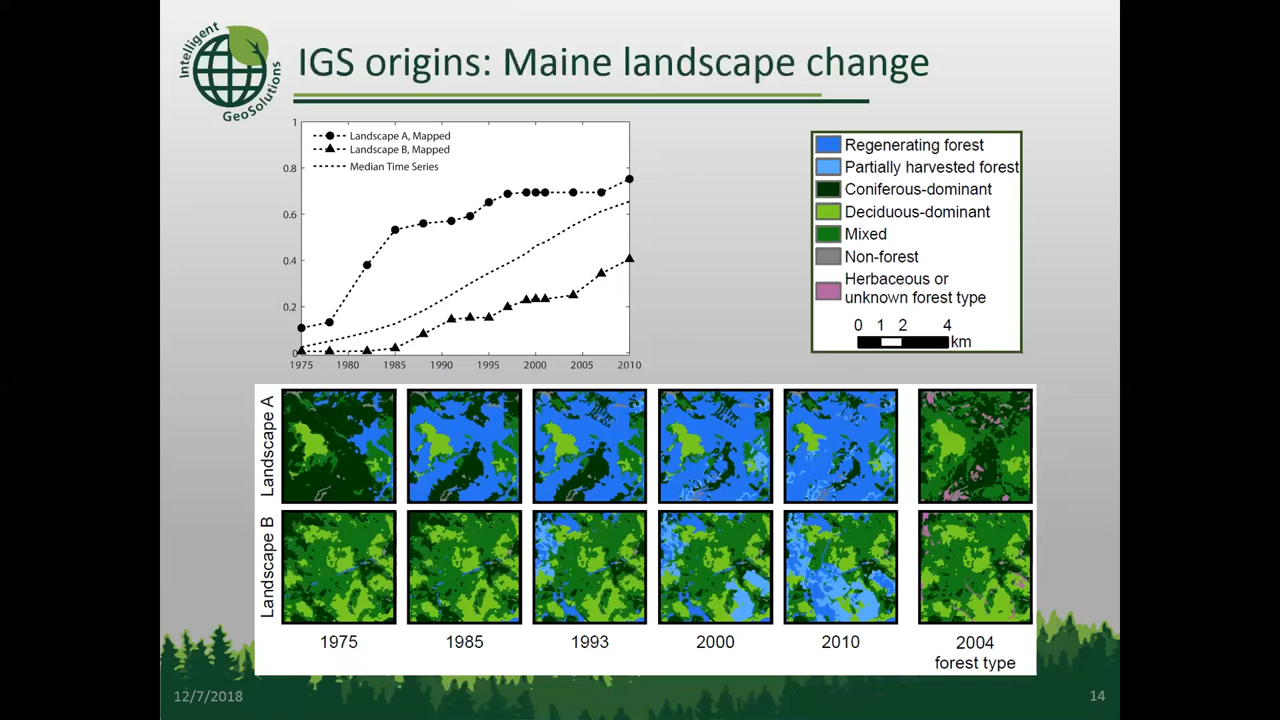 Intelligent
GeoSolutions
IGS origins: Maine landscape change
1
0.8
0.6
0.4
0.2
0
Landscape A, Mapped
Landscape B, Mapped
Median Time Series
1975 1980 1985 1990 1995 2000 2005 2010
Regenerating forest
Partially harvested forest
Coniferous-dominant
Deciduous-dominant
Mixed
Non-forest
Herbaceous or
unknown forest type
0 1 2 4
km
Landscape A
Landscape B
1975 1985 1993 2000 2010 2004
forest type
12/7/2018
14